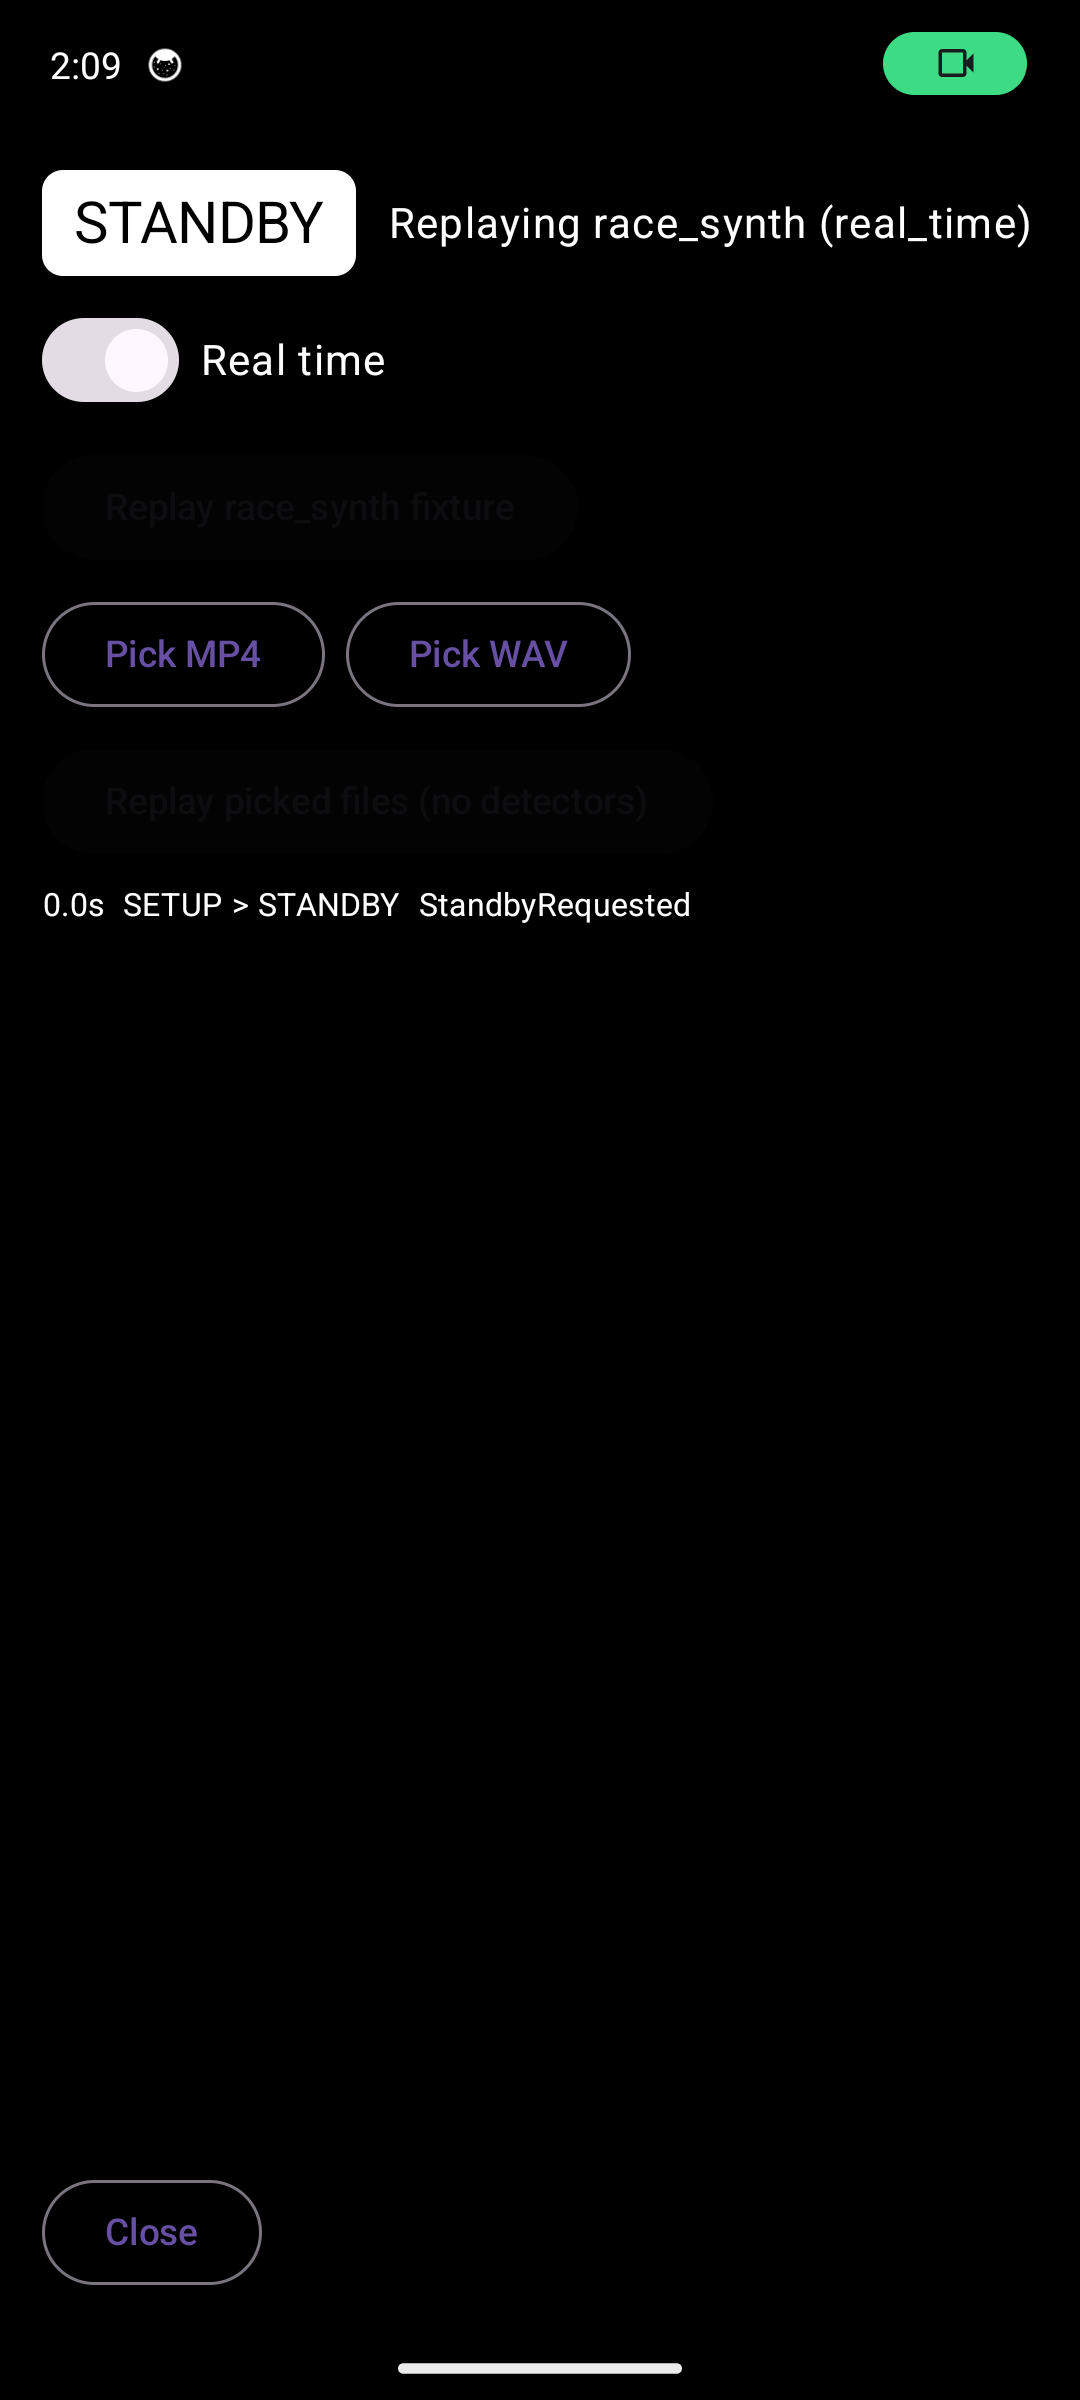 2:09
STANDBY Replaying race_synth (real_time)
Real time
Replay race_synth fixture
Pick MP4 Pick WAV
Replay picked files (no detectors)
0.0s SETUP > STANDBY StandbyRequested
Close